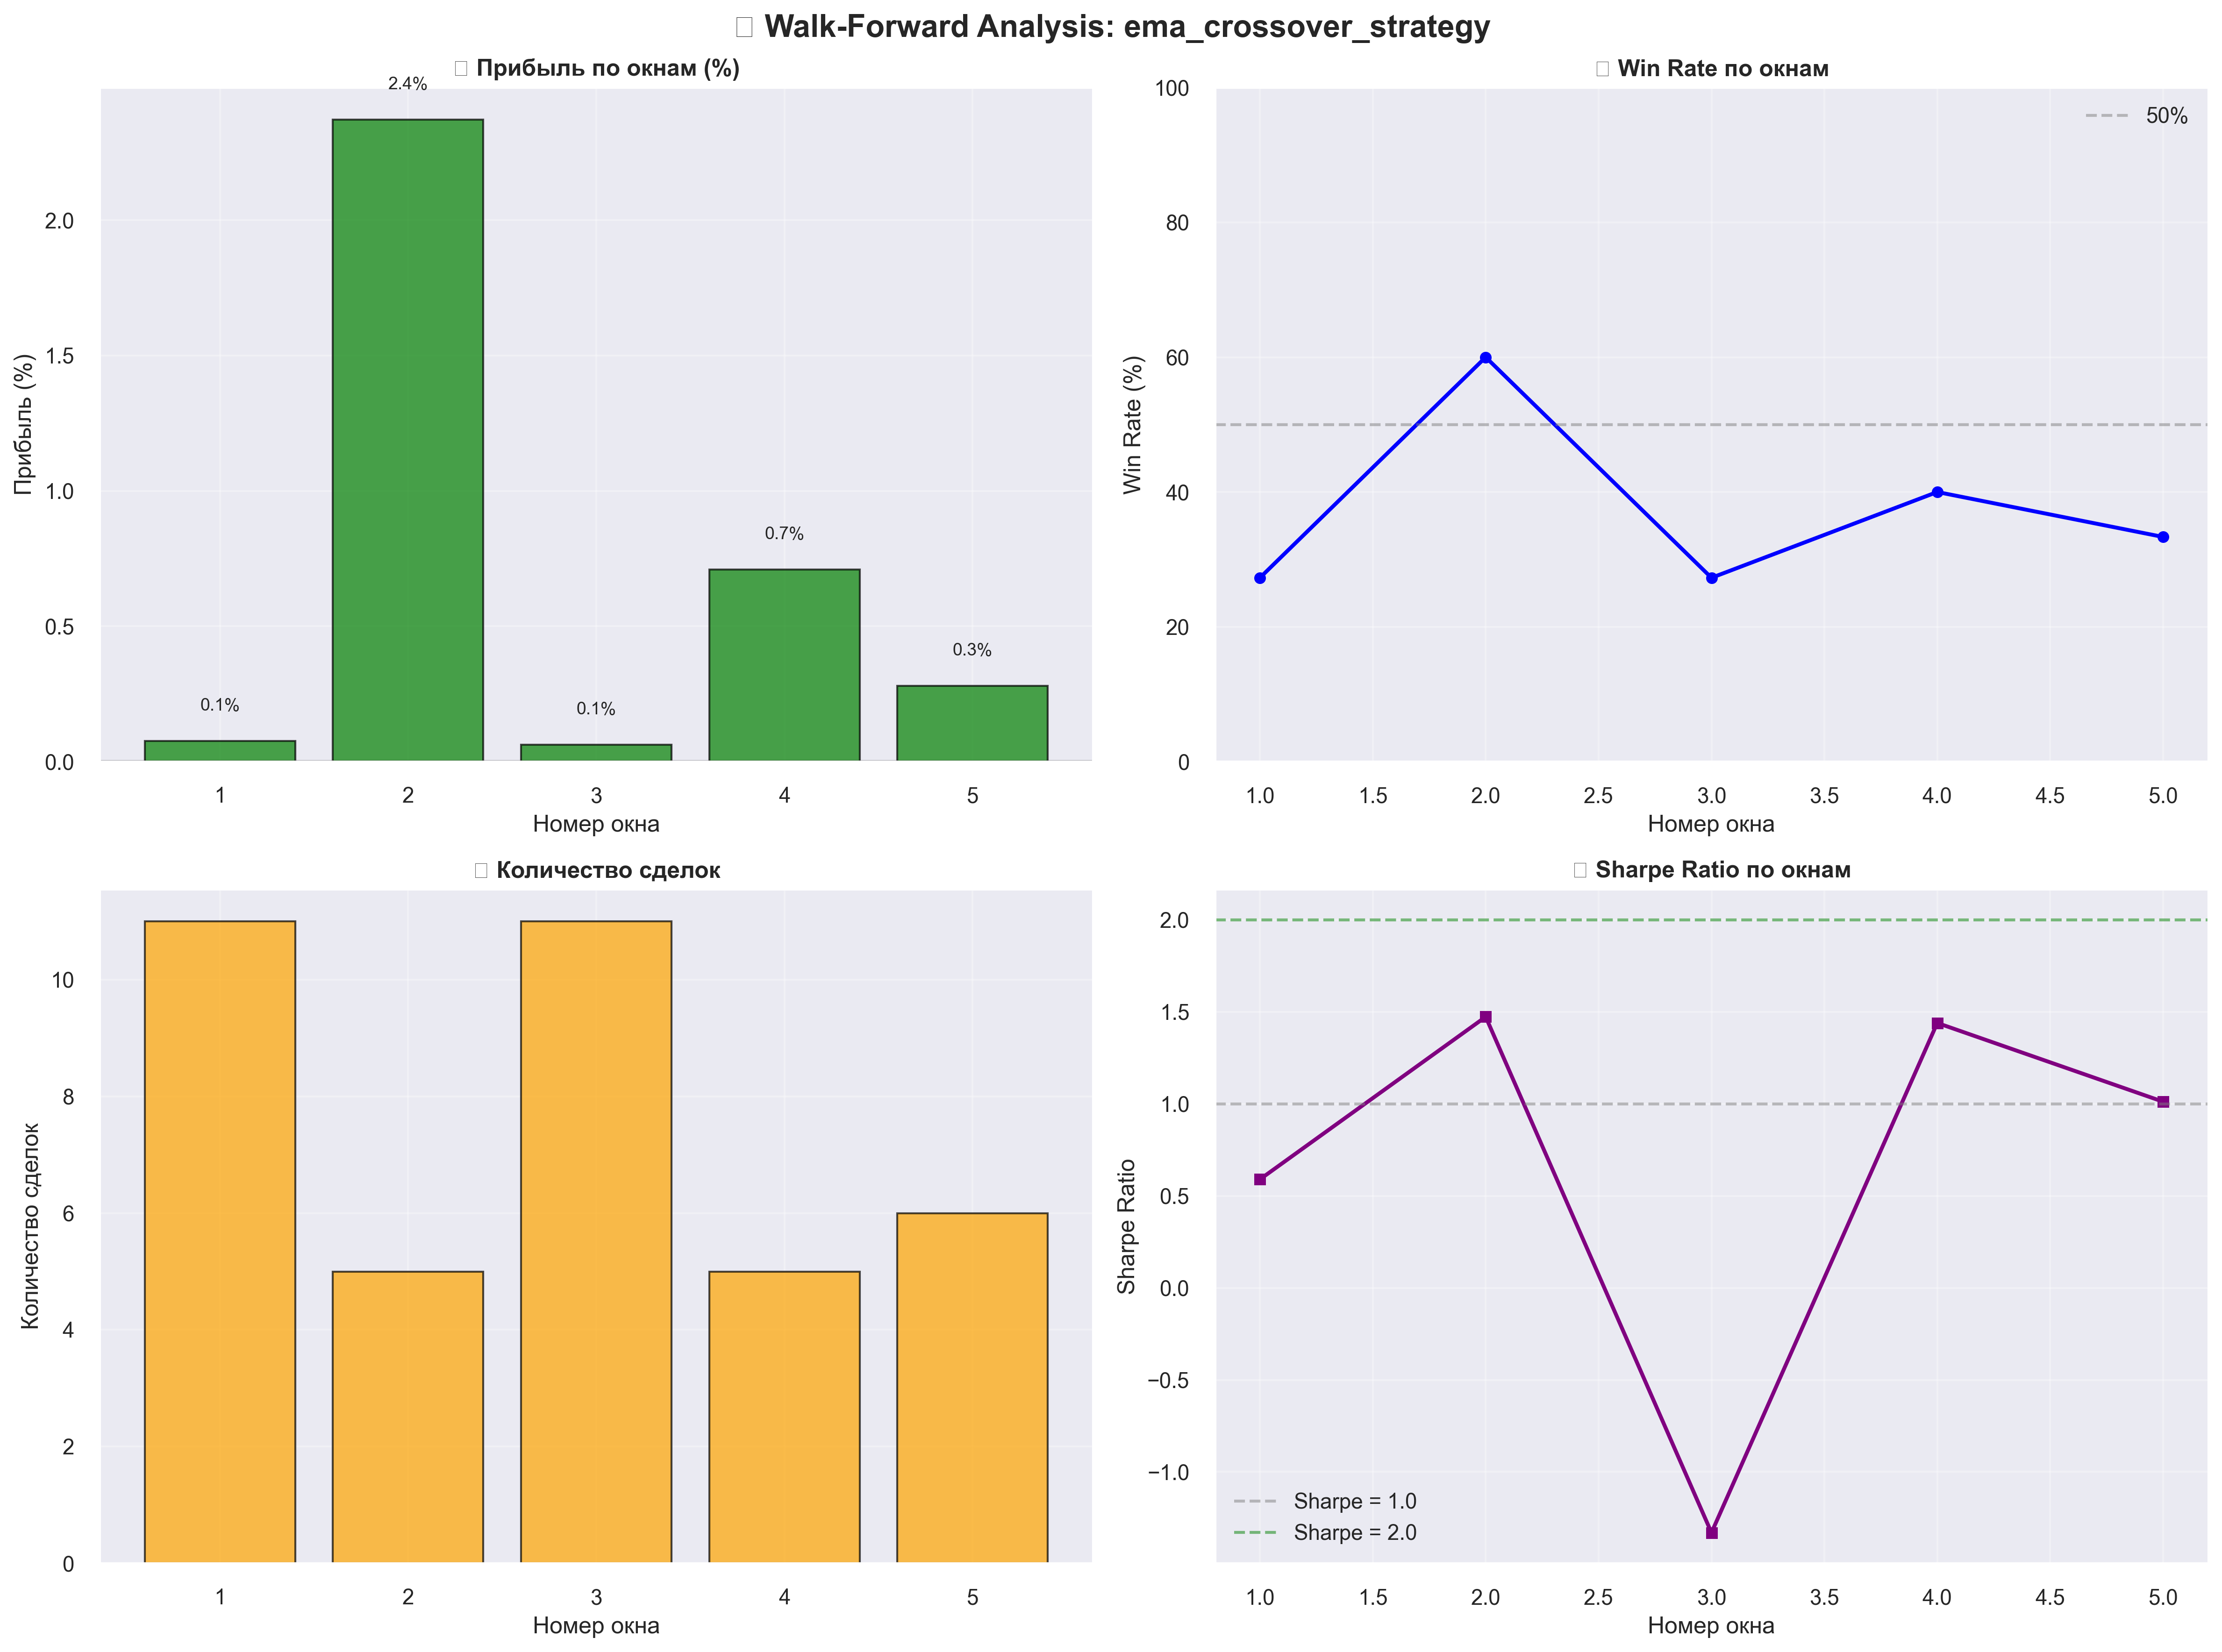 Walk-Forward Analysis: ema_crossover_strategy
Прибыль по окнам (%)
Прибыль (%)
2.0
1.5
1.0
0.5
0.0
0.1%
2.4%
0.1%
0.7%
0.3%
1 2 3 4 5
Номер окна
Win Rate по окнам
Win Rate (%)
100
80
60
40
20
0
50%
1.0 1.5 2.0 2.5 3.0 3.5 4.0 4.5 5.0
Номер окна
Количество сделок
Количество сделок
10
8
6
4
2
0
1 2 3 4 5
Номер окна
Sharpe Ratio по окнам
Sharpe Ratio
2.0
1.5
1.0
0.5
0.0
−0.5
−1.0
Sharpe = 1.0
Sharpe = 2.0
1.0 1.5 2.0 2.5 3.0 3.5 4.0 4.5 5.0
Номер окна